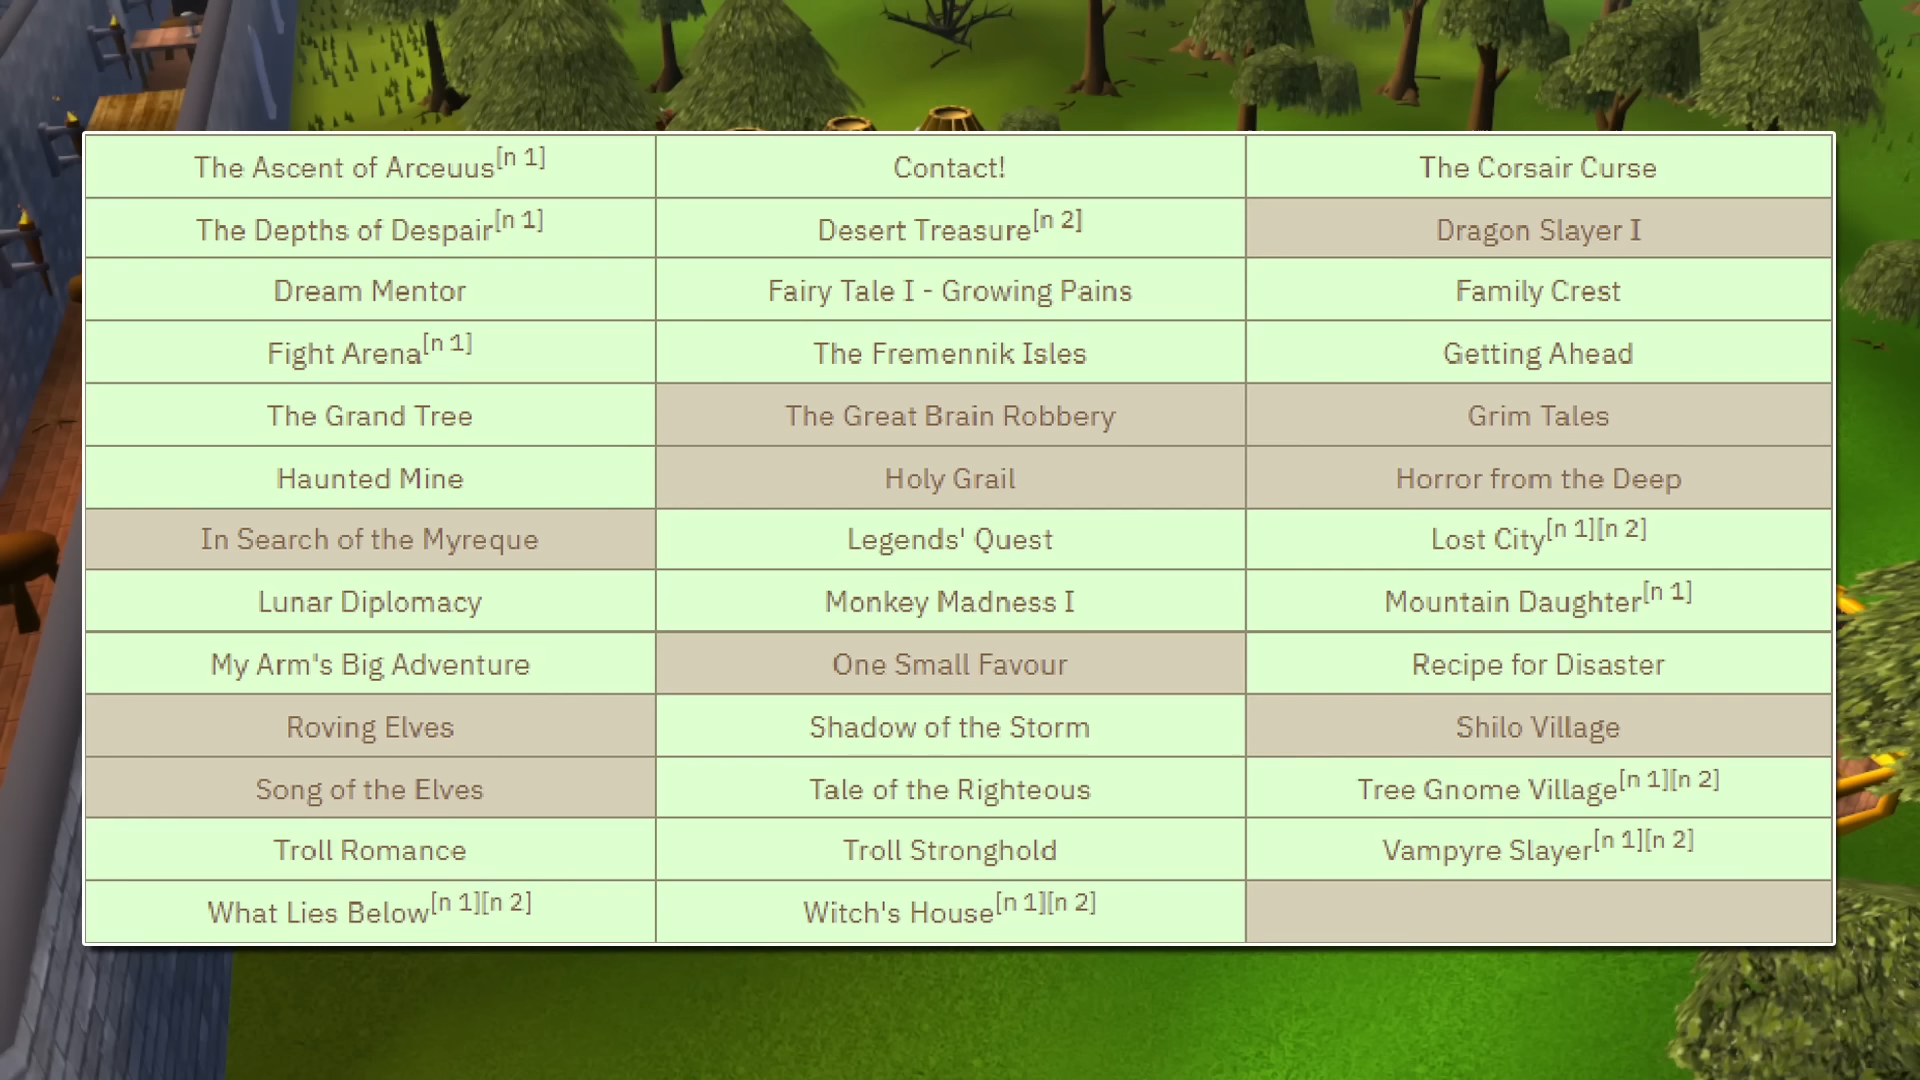 The Ascent of Arceuus[n 1] Contact! The Corsair Curse
The Depths of Despair[n 1] Desert Treasure[n 2] Dragon Slayer I
Dream Mentor Fairy Tale I - Growing Pains Family Crest
Fight Arena[n 1] The Fremennik Isles Getting Ahead
The Grand Tree The Great Brain Robbery Grim Tales
Haunted Mine Holy Grail Horror from the Deep
In Search of the Myreque Legends' Quest Lost City[n 1][n 2]
Lunar Diplomacy Monkey Madness I Mountain Daughter[n 1]
My Arm's Big Adventure One Small Favour Recipe for Disaster
Roving Elves Shadow of the Storm Shilo Village
Song of the Elves Tale of the Righteous Tree Gnome Village[n 1][n 2]
Troll Romance Troll Stronghold Vampyre Slayer[n 1][n 2]
What Lies Below[n 1][n 2] Witch's House[n 1][n 2]